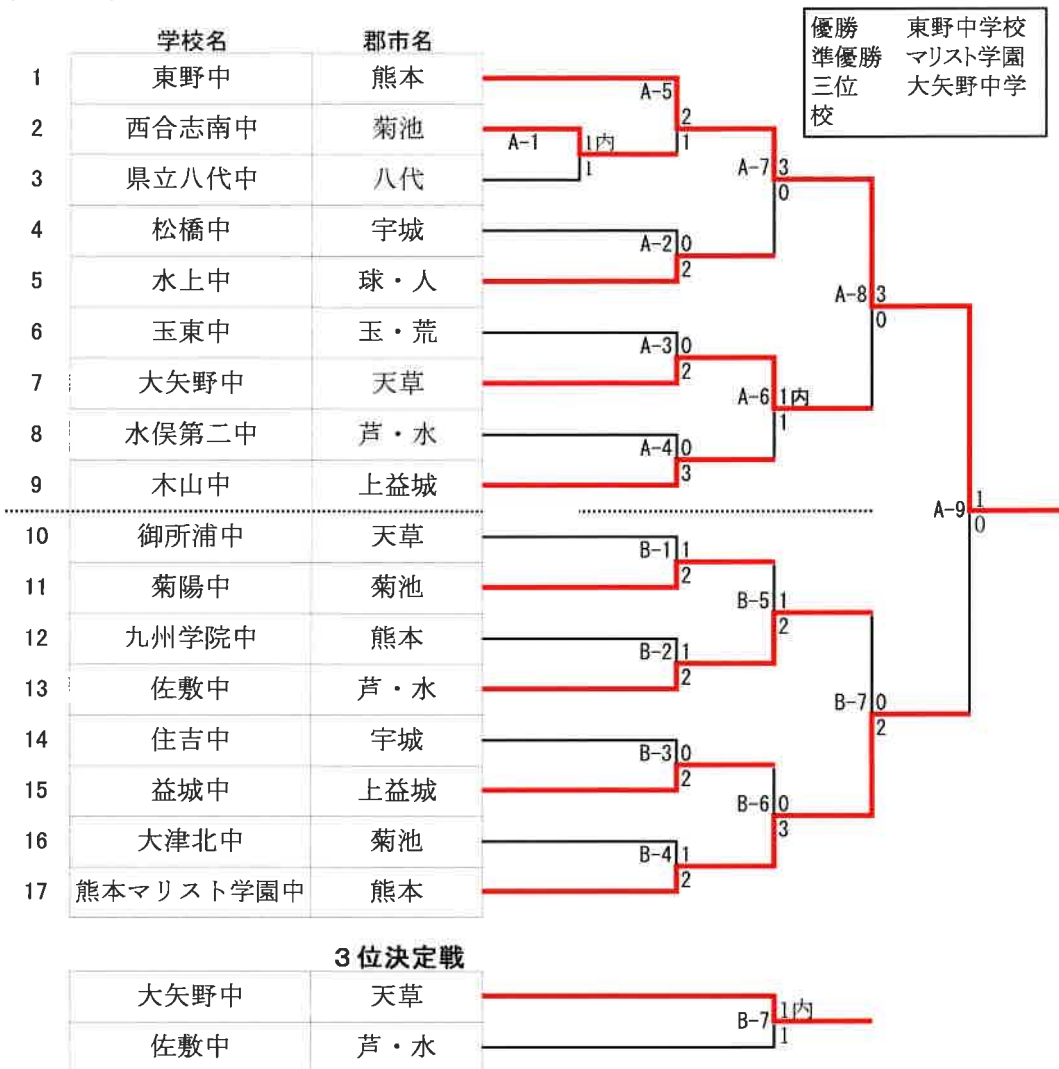 優勝 東野中学校
準優勝 マリスト学園
三位 大矢野中学
校
学校名 郡市名
1 東野中 熊本
A-5
2
1
2 西合志南中 菊池
A-1
1内
1
3 県立八代中 八代
A-7
3
0
4 松橋中 宇城
A-2
0
2
5 水上中 球・人
A-8
3
0
6 玉東中 玉・荒
A-3
0
2
7 大矢野中 天草
A-6
1内
1
8 水俣第二中 芦・水
A-4
0
3
9 木山中 上益城
A-9
1
0
10 御所浦中 天草
B-1
1
2
11 菊陽中 菊池
B-5
1
2
12 九州学院中 熊本
B-2
1
2
13 佐敷中 芦・水
B-7
0
2
14 住吉中 宇城
B-3
0
2
15 益城中 上益城
B-6
0
3
16 大津北中 菊池
B-4
1
2
17 熊本マリスト学園中 熊本
3位決定戦
大矢野中 天草
B-7
1内
1
佐敷中 芦・水